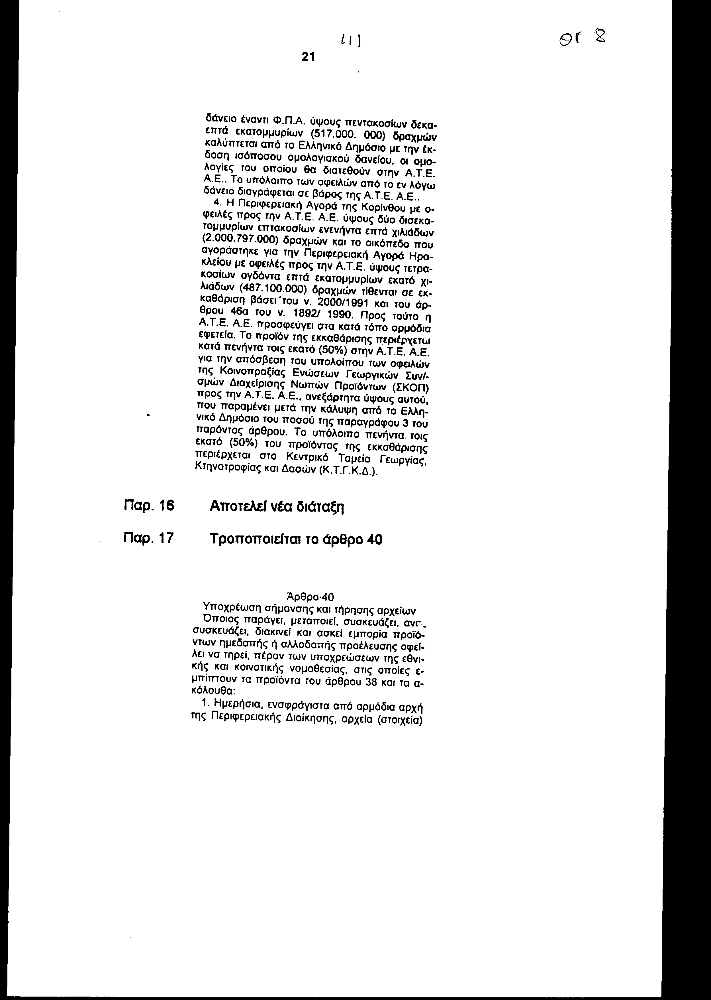 411
Θϛ 8
21
δάνειο έναντι Φ.Π.Α. ύψους πεντακοσίων δεκα-
επτά εκατομμυρίων (517.000. 000) δραχμών
καλύπτεται από το Ελληνικό Δημόσιο με την έκ-
δοση ισόποσου ομολογιακού δανείου, οι ομο-
λογίες του οποίου θα διατεθούν στην Α.Τ.Ε.
Α.Ε.. Το υπόλοιπο των οφειλών από το εν λόγω
δάνειο διαγράφεται σε βάρος της Α.Τ.Ε. Α.Ε..
4. Η Περιφερειακή Αγορά της Κορίνθου με ο-
φειλές προς την Α.Τ.Ε. Α.Ε. ύψους δύο δισεκα-
τομμυρίων επτακοσίων ενενήντα επτά χιλιάδων
(2.000.797.000) δραχμών και το οικόπεδο που
αγοράστηκε για την Περιφερειακή Αγορά Ηρα-
κλείου με οφειλές προς την Α.Τ.Ε. ύψους τετρα-
κοσίων ογδόντα επτά εκατομμυρίων εκατό χι-
λιάδων (487.100.000) δραχμών τίθενται σε εκ-
καθάριση βάσει του ν. 2000/1991 και του άρ-
θρου 46α του ν. 1892/ 1990. Προς τούτο η
Α.Τ.Ε. Α.Ε. προσφεύγει στα κατά τόπο αρμόδια
εφετεία. Το προϊόν της εκκαθάρισης περιέρχεται
κατά πενήντα τοις εκατό (50%) στην Α.Τ.Ε. Α.Ε.
για την απόσβεση του υπολοίπου των οφειλών
της Κοινοπραξίας Ενώσεων Γεωργικών Συν/-
σμών Διαχείρισης Νωπών Προϊόντων (ΣΚΟΠ)
προς την Α.Τ.Ε. Α.Ε., ανεξάρτητα ύψους αυτού,
που παραμένει μετά την κάλυψη από το Ελλη-
νικό Δημόσιο του ποσού της παραγράφου 3 του
παρόντος άρθρου. Το υπόλοιπο πενήντα τοις
εκατό (50%) του προϊόντος της εκκαθάρισης
περιέρχεται στο Κεντρικό Ταμείο Γεωργίας,
Κτηνοτροφίας και Δασών (Κ.Τ.Γ.Κ.Δ.).
Παρ. 16 Αποτελεί νέα διάταξη
Παρ. 17 Τροποποιείται το άρθρο 40
Άρθρο 40
Υποχρέωση σήμανσης και τήρησης αρχείων
Όποιος παράγει, μεταποιεί, συσκευάζει, ανα-
συσκευάζει, διακινεί και ασκεί εμπορία προϊό-
ντων ημεδαπής ή αλλοδαπής προέλευσης οφεί-
λει να τηρεί, πέραν των υποχρεώσεων της εθνι-
κής και κοινοτικής νομοθεσίας, στις οποίες ε-
μπίπτουν τα προϊόντα του άρθρου 38 και τα α-
κόλουθα:
1. Ημερήσια, ενσφράγιστα από αρμόδια αρχή
της Περιφερειακής Διοίκησης, αρχεία (στοιχεία)